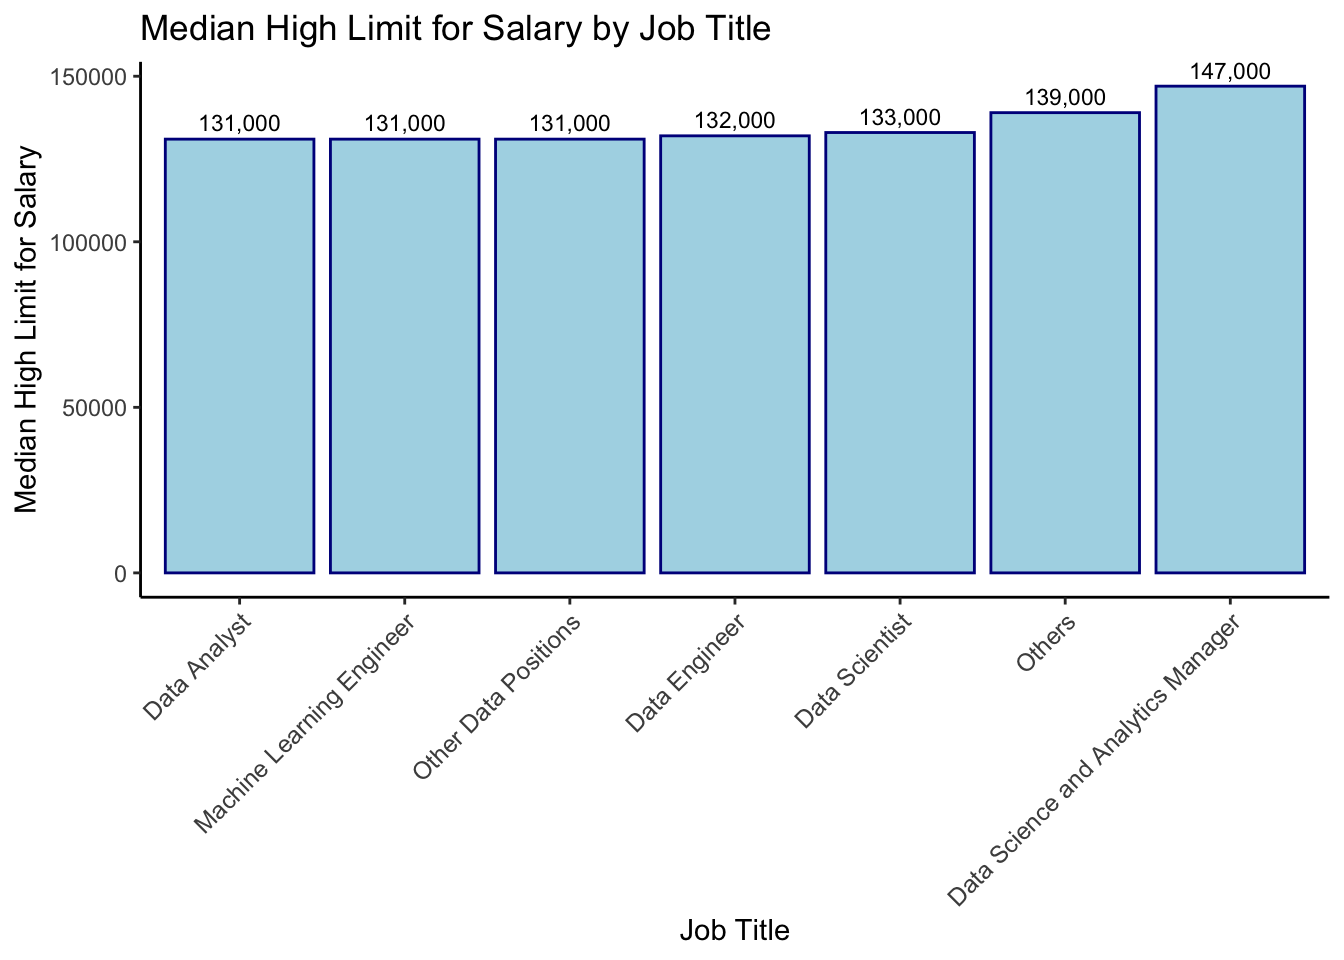 Median High Limit for Salary by Job Title
Median High Limit for Salary
150000
100000
50000
0
131,000
131,000
131,000
132,000
133,000
139,000
147,000
Data Analyst
Machine Learning Engineer
Other Data Positions
Data Engineer
Data Scientist
Others
Data Science and Analytics Manager
Job Title